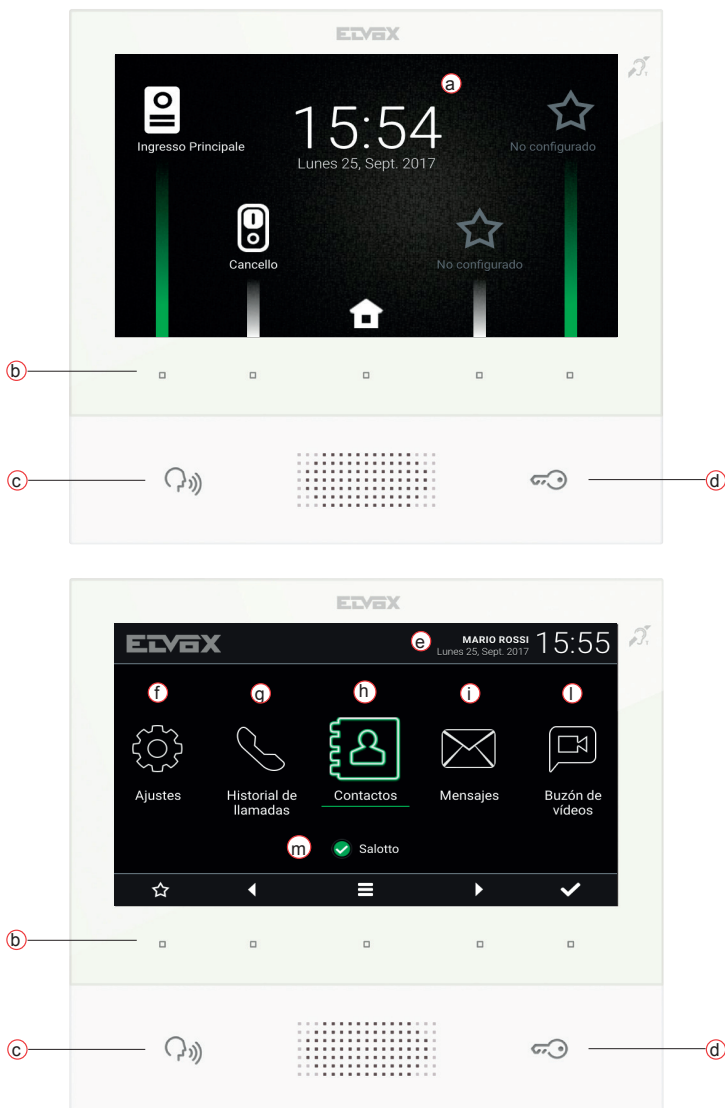 ELVOX
a
15:54
Ingresso Principale
No configurado
Lunes 25, Sept. 2017
Cancello
No configurado
b
c
d
ELVOX
T
ELVOX
e
MARIO ROSSI
Lunes 25, Sept. 2017
15:55
f
g
h
i
l
Ajustes
Historial de
llamadas
Contactos
Mensajes
Buzón de
vídeos
m
Salotto
b
c
d